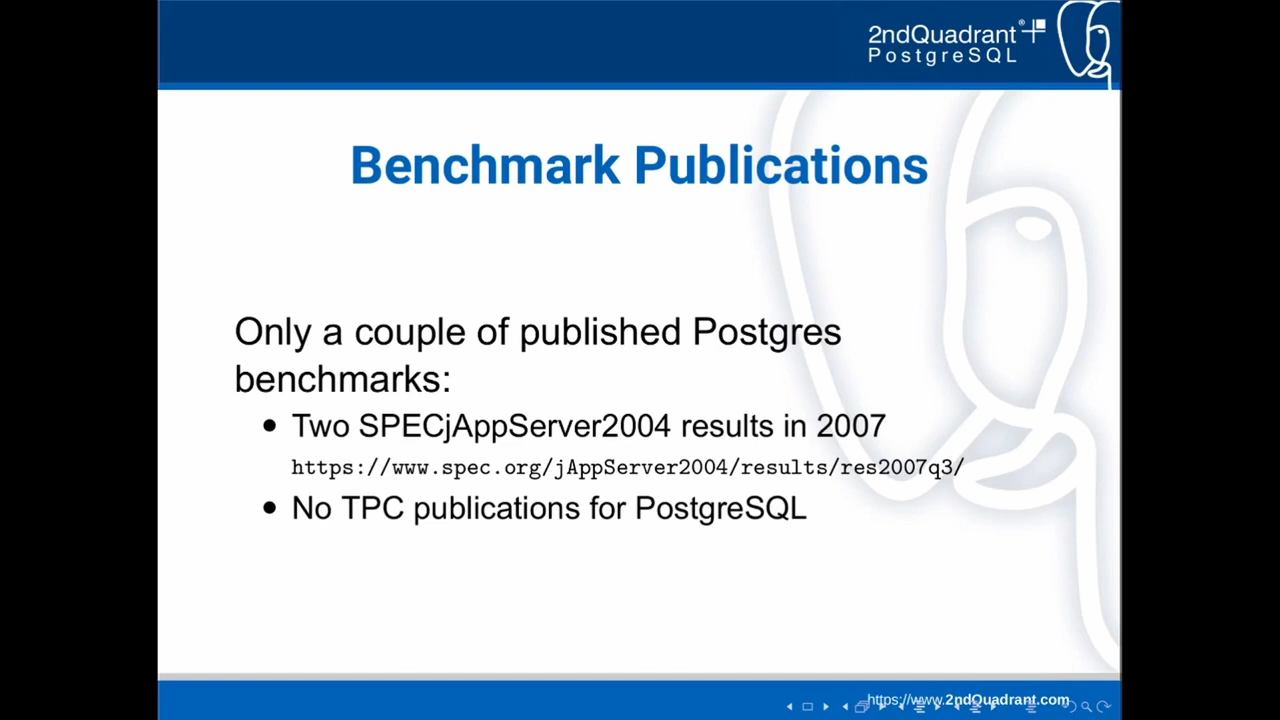 2ndQuadrant®
PostgreSQL
Benchmark Publications
Only a couple of published Postgres
benchmarks:
• Two SPECjAppServer2004 results in 2007
https://www.spec.org/jAppServer2004/results/res2007q3/
• No TPC publications for PostgreSQL
https://www.2ndQuadrant.com